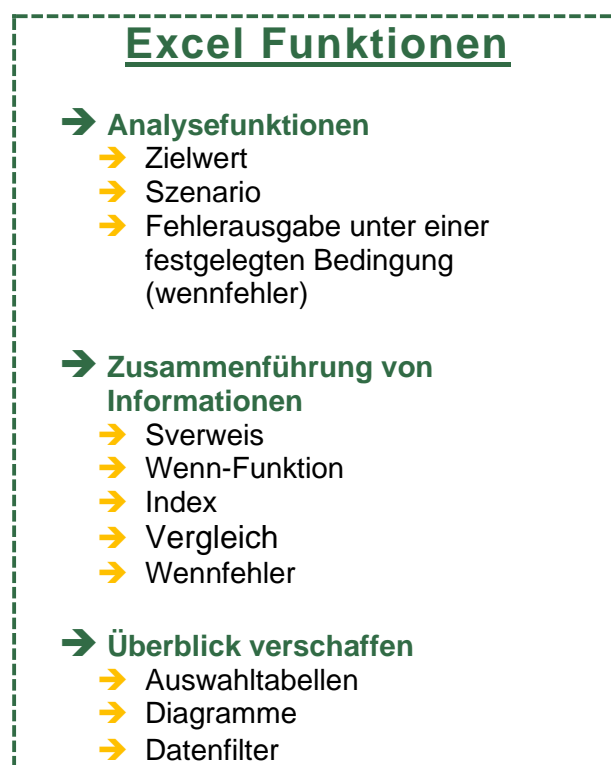 Excel Funktionen
Analysefunktionen
Zielwert
Szenario
Fehlerausgabe unter einer
festgelegten Bedingung
(wennfehler)
Zusammenführung von
Informationen
Sverweis
Wenn-Funktion
Index
Vergleich
Wennfehler
Überblick verschaffen
Auswahltabellen
Diagramme
Datenfilter